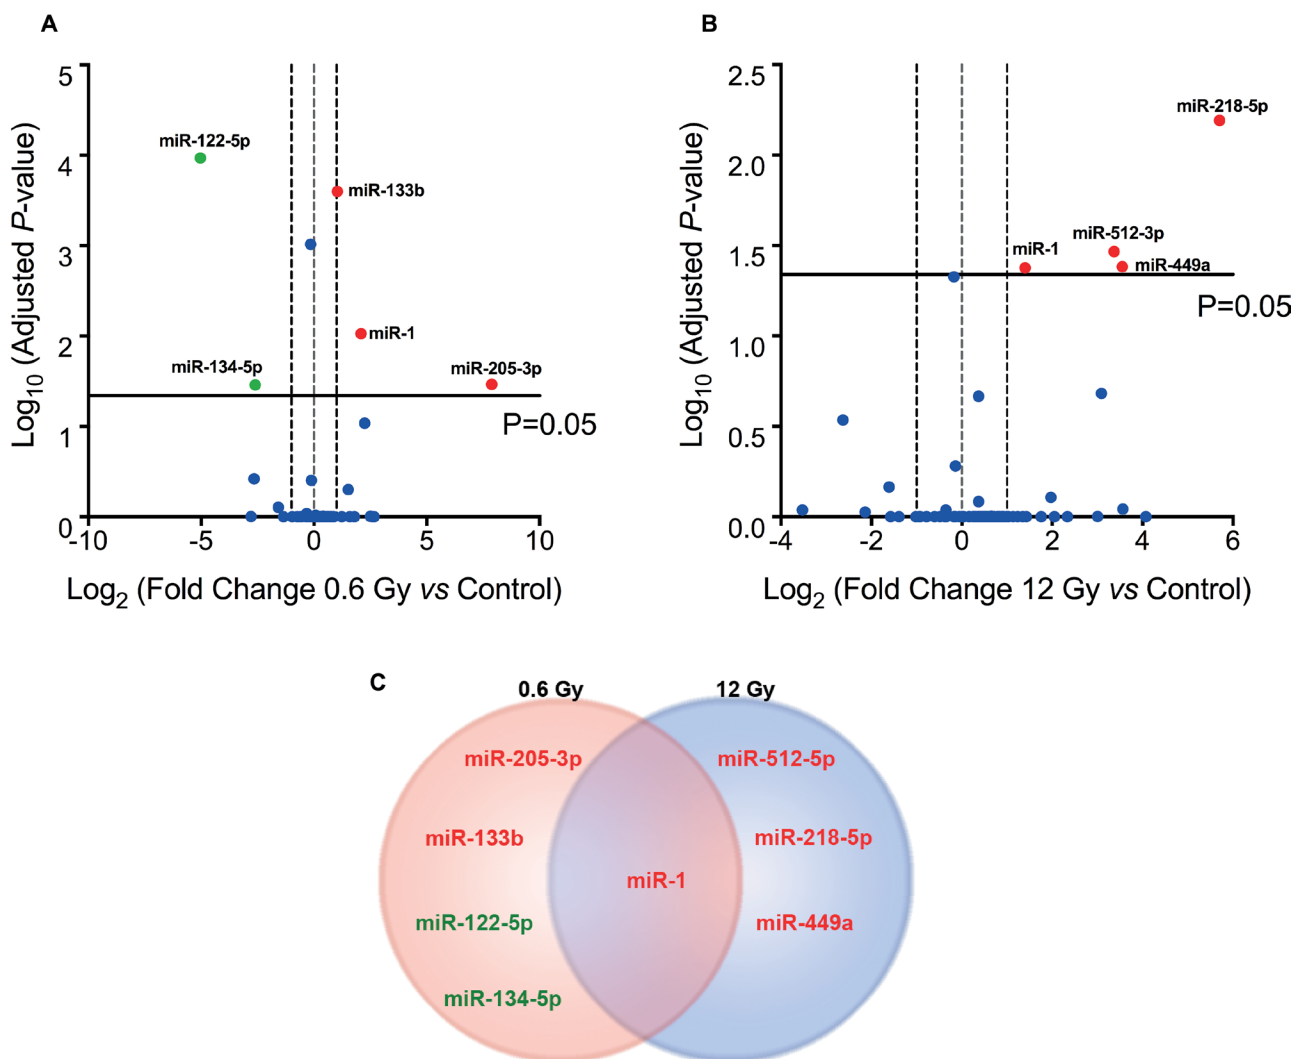 A
5
4
3
2
1
0
-10
-5
0
5
10
Log10 (Adjusted P-value)
miR-122-5p
miR-133b
miR-1
miR-134-5p
miR-205-3p
P=0.05
Log2 (Fold Change 0.6 Gy vs Control)
B
2.5
2.0
1.5
1.0
0.5
0.0
-4
-2
0
2
4
6
Log10 (Adjusted P-value)
miR-218-5p
miR-512-3p
miR-1
miR-449a
P=0.05
Log2 (Fold Change 12 Gy vs Control)
C
0.6 Gy
12 Gy
miR-205-3p
miR-512-5p
miR-133b
miR-218-5p
miR-1
miR-122-5p
miR-449a
miR-134-5p